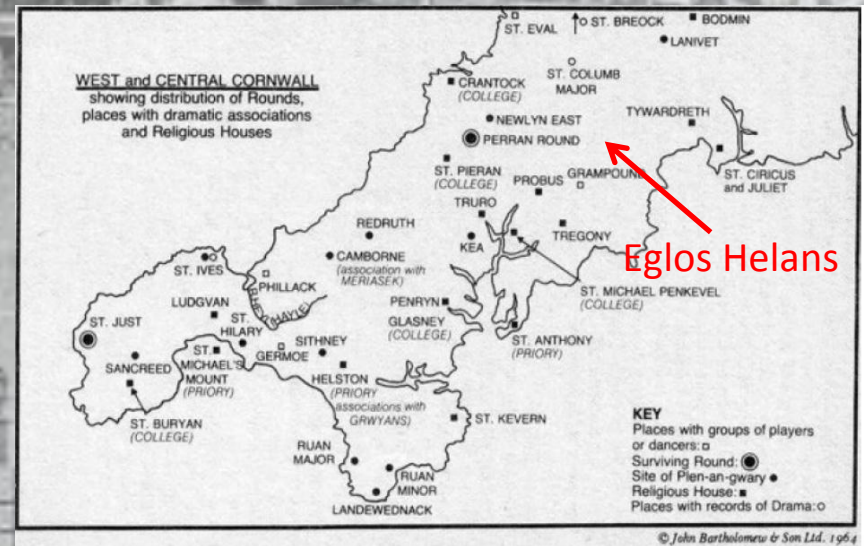 WEST and CENTRAL CORNWALL
showing distribution of Rounds,
places with dramatic associations
and Religious Houses
ST. EVAL
ST. BREOCK
BODMIN
LANIVET
CRANTOCK
(COLLEGE)
ST. COLUMB
MAJOR
NEWLYN EAST
TYWARDRETH
PERRAN ROUND
ST. PIERAN
(COLLEGE)
PROBUS
GRAMPOUND
ST. CIRICUS
and JULIET
TRURO
REDRUTH
KEA
TREGONY
Eglos Helans
CAMBORNE
(association with
MERIASEK)
ST. IVES
PHILLACK
(HAYLE)
ST. MICHAEL PENKEVEL
(COLLEGE)
LUDGVAN
PENRYN
GLASNEY
(COLLEGE)
ST. JUST
ST.
HILARY
SITHNEY
ST. ANTHONY
(PRIORY)
SANCREED
ST.
MICHAEL'S
MOUNT
(PRIORY)
GERMOE
HELSTON
(PRIORY
associations with
GRWYANS)
ST. KEVERN
ST. BURYAN
(COLLEGE)
RUAN
MAJOR
RUAN
MINOR
LANDEWEDNACK
KEY
Places with groups of players
or dancers:
Surviving Round:
Site of Plen-an-gwary
Religious House:
Places with records of Drama:
© John Bartholomew & Son Ltd. 1964